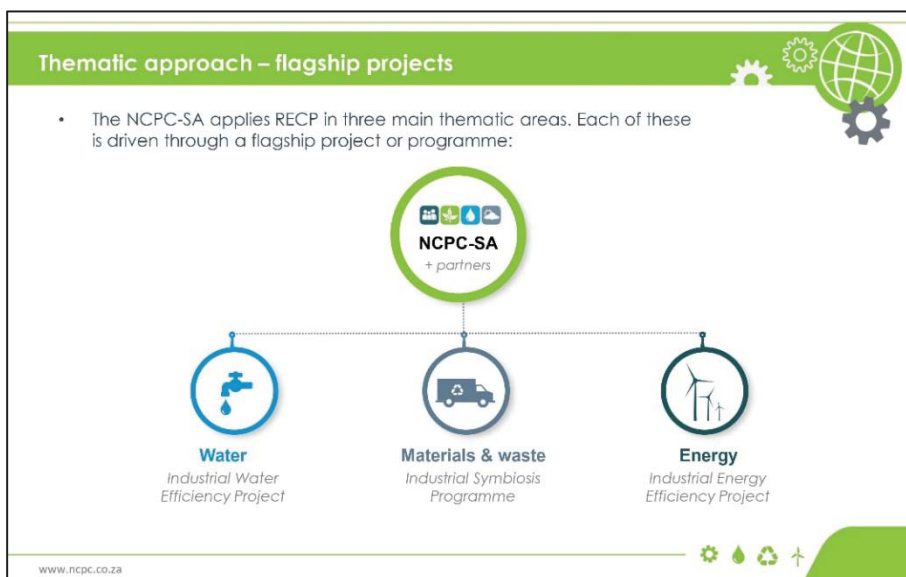 Thematic approach – flagship projects
• The NCPC-SA applies RECP in three main thematic areas. Each of these
is driven through a flagship project or programme:
NCPC-SA
+ partners
Water
Industrial Water
Efficiency Project
Materials & waste
Industrial Symbiosis
Programme
Energy
Industrial Energy
Efficiency Project
www.ncpc.co.za